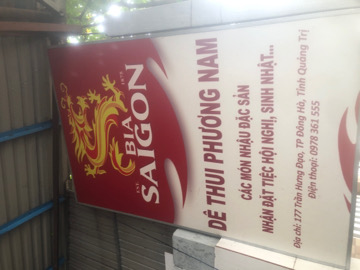 BIA
SAIGON
DÊ THUI PHƯƠNG NAM
CÁC MÓN NHẬU ĐẶC SẢN
NHẬN ĐẶT TIỆC HỘI NGHỊ, SINH NHẬT...
Địa chỉ: 177 Trần Hưng Đạo, TP Đông Hà, Tỉnh Quảng Trị
Điện thoại: 0978 361 555